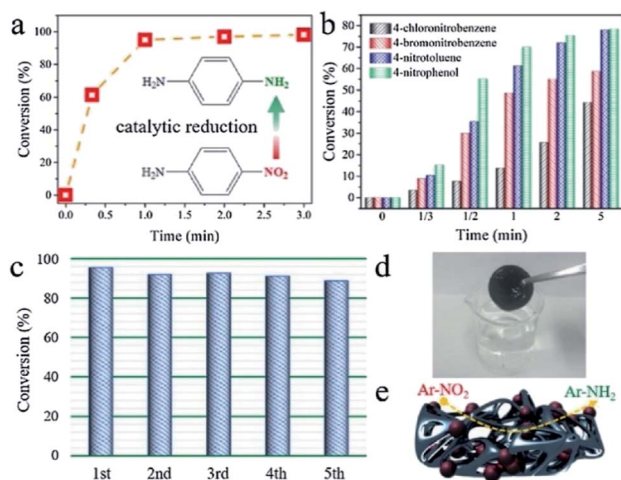 a
Conversion (%)
100
80
60
40
20
0
H₂N
NH₂
catalytic reduction
H₂N
NO₂
0.0 0.5 1.0 1.5 2.0 2.5 3.0
Time (min)
b
Conversion (%)
80
70
60
50
40
30
20
10
0
4-chloronitrobenzene
4-bromonitrobenzene
4-nitrotoluene
4-nitrophenol
0 1/3 1/2 1 2 5
Time (min)
c
Conversion (%)
100
80
60
40
20
0
1st 2nd 3rd 4th 5th
d
e
Ar-NO₂ Ar-NH₂